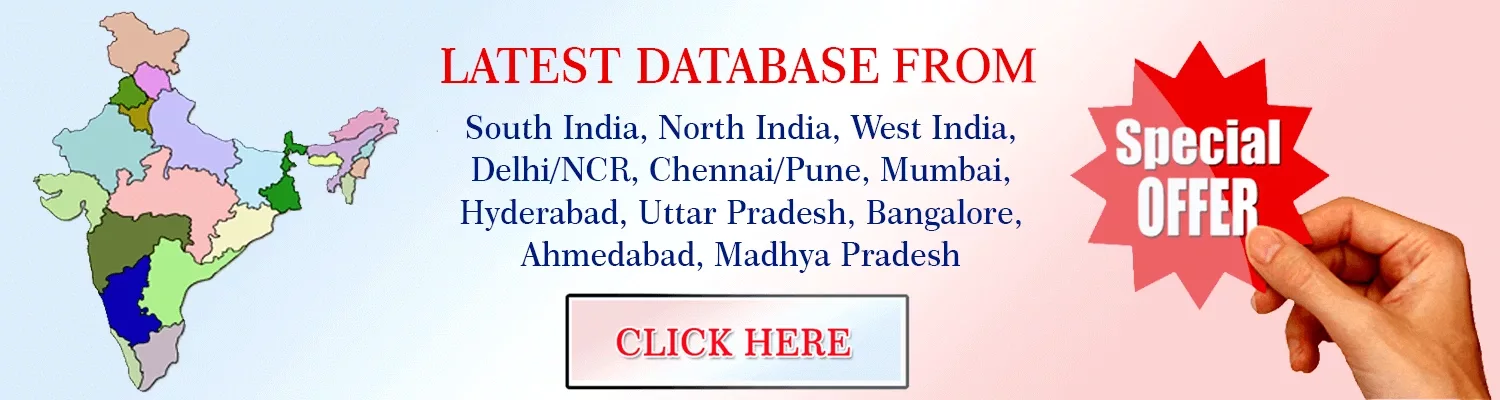 LATEST DATABASE FROM
South India, North India, West India,
Delhi/NCR, Chennai/Pune, Mumbai,
Hyderabad, Uttar Pradesh, Bangalore,
Ahmedabad, Madhya Pradesh
CLICK HERE
Special
OFFER